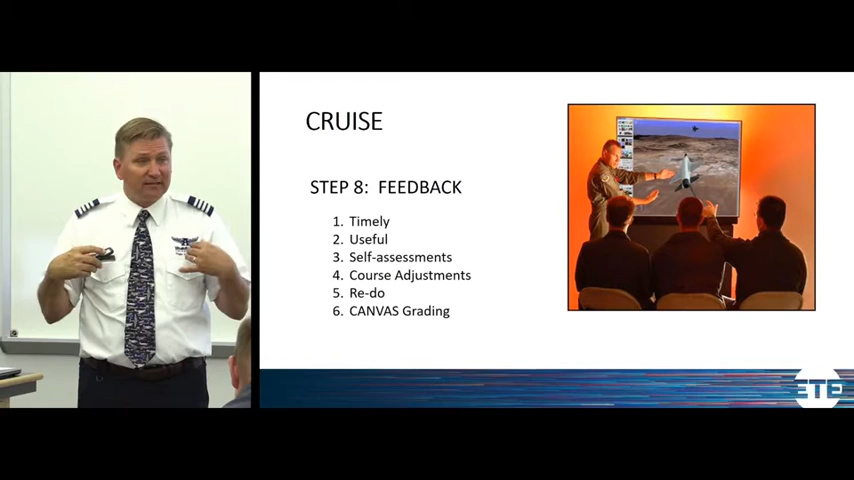 CRUISE
STEP 8: FEEDBACK
1. Timely
2. Useful
3. Self-assessments
4. Course Adjustments
5. Re-do
6. CANVAS Grading
ETE